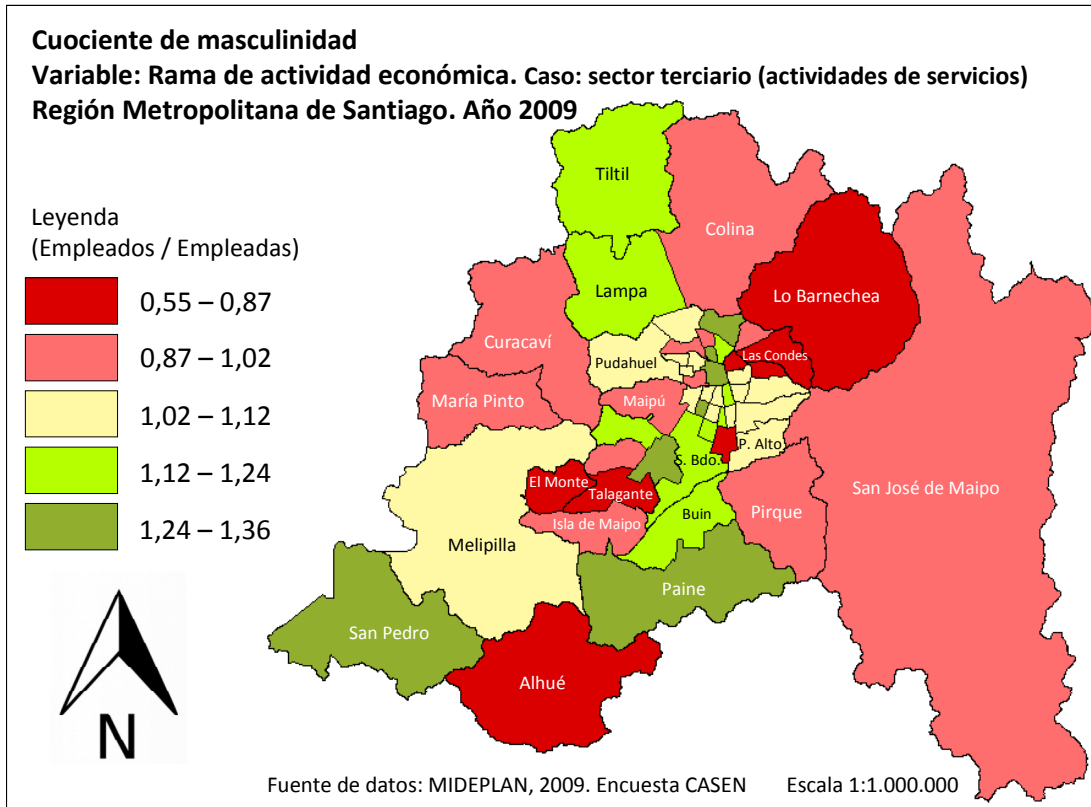 Cuociente de masculinidad
Variable: Rama de actividad económica. Caso: sector terciario (actividades de servicios)
Región Metropolitana de Santiago. Año 2009
Leyenda
(Empleados / Empleadas)
0,55 – 0,87
0,87 – 1,02
1,02 – 1,12
1,12 – 1,24
1,24 – 1,36
Tiltil
Colina
Lampa
Lo Barnechea
Curacaví
Pudahuel
Las Condes
María Pinto
Maipú
P. Alto
S. Bdo.
El Monte
Talagante
San José de Maipo
Buin
Pirque
Isla de Maipo
Melipilla
Paine
San Pedro
Alhué
N
Fuente de datos: MIDEPLAN, 2009. Encuesta CASEN Escala 1:1.000.000